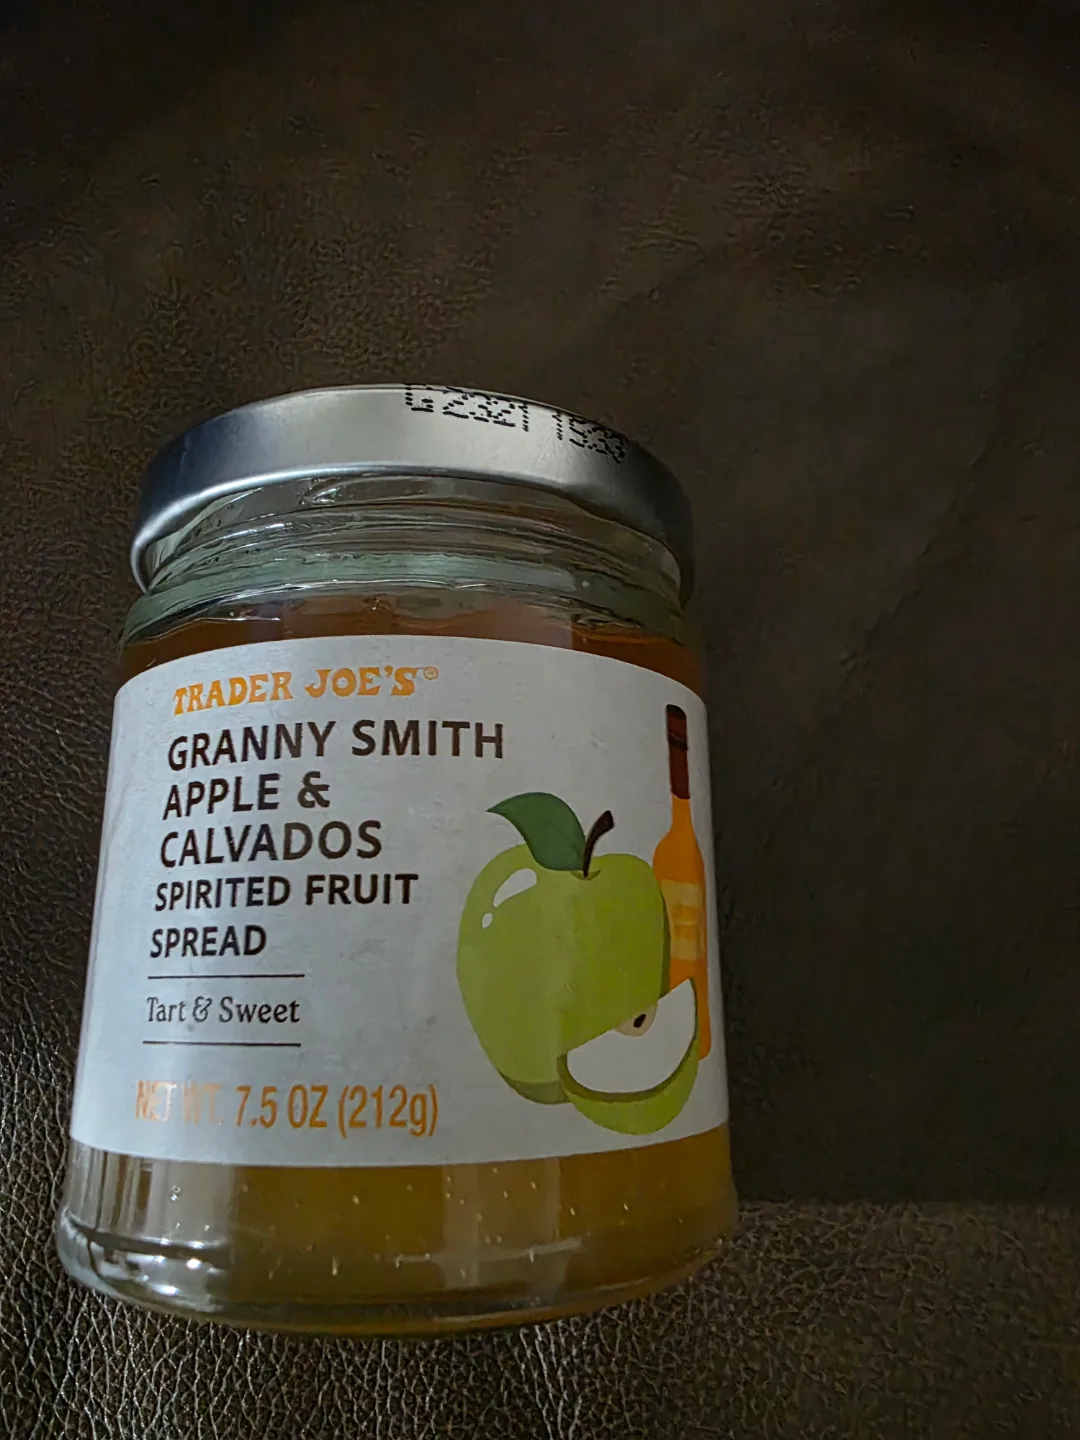 TRADER JOE'S®
GRANNY SMITH
APPLE &
CALVADOS
SPIRITED FRUIT
SPREAD
Tart & Sweet
NET WT. 7.5 OZ (212g)